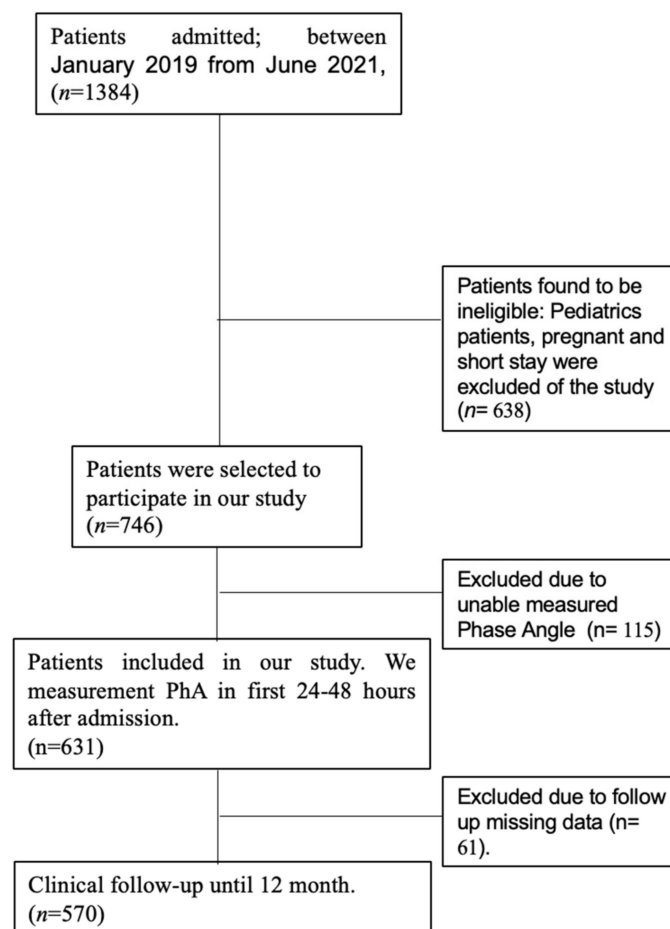 Patients admitted; between
January 2019 from June 2021,
(n=1384)
Patients found to be
ineligible: Pediatrics
patients, pregnant and
short stay were
excluded of the study
(n= 638)
Patients were selected to
participate in our study
(n=746)
Excluded due to
unable measured
Phase Angle (n= 115)
Patients included in our study. We
measurement PhA in first 24-48 hours
after admission.
(n=631)
Excluded due to follow
up missing data (n=
61).
Clinical follow-up until 12 month.
(n=570)